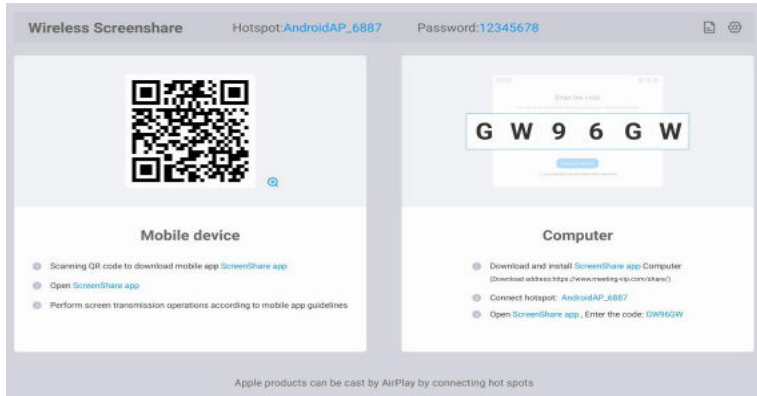 Wireless Screenshare
Hotspot:AndroidAP_6887
Password:12345678
Enter the code
G W 9 6 G W
Mobile device
Scanning QR code to download mobile app ScreenShare app
Open ScreenShare app
Perform screen transmission operations according to mobile app guidelines
Computer
Download and install ScreenShare app Computer
(Download address:https://www.meeting-vip.com/share/)
Connect hotspot: AndroidAP_6887
Open ScreenShare app , Enter the code: GW96GW
Apple products can be cast by AirPlay by connecting hot spots